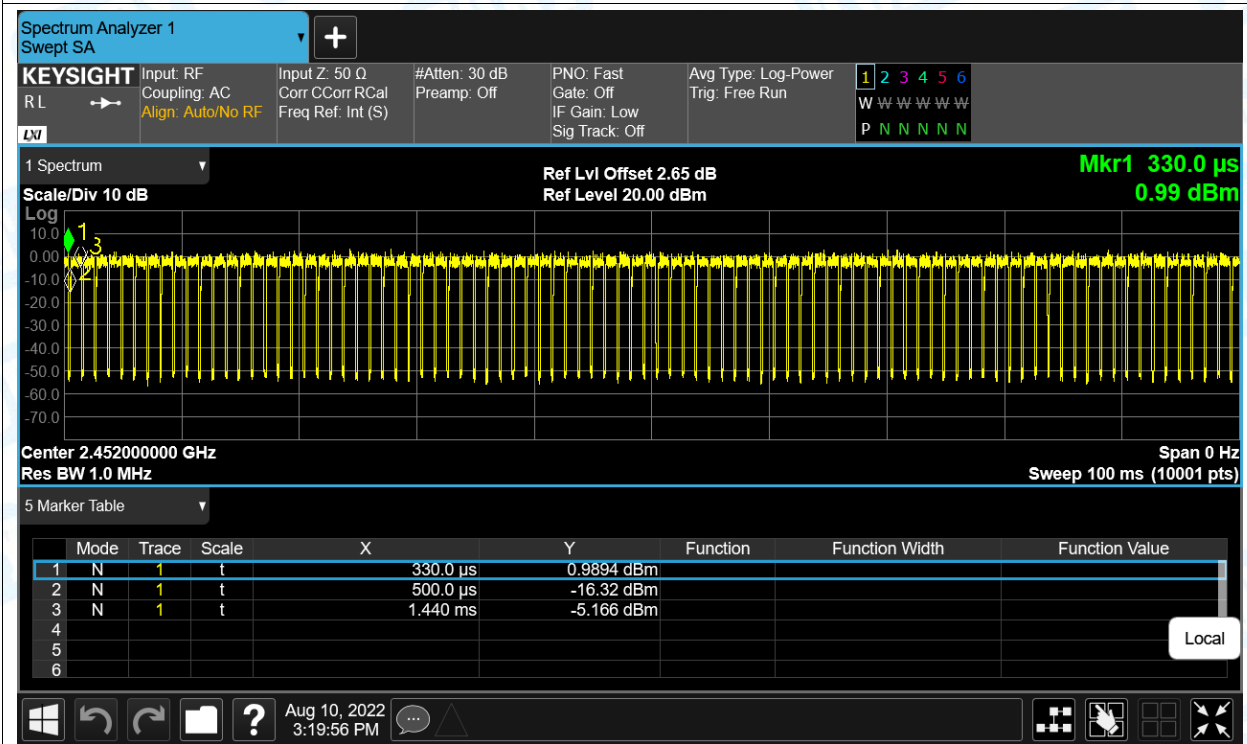 Spectrum Analyzer 1
Swept SA
KEYSIGHT Input: RF Input Z: 50 Ω #Atten: 30 dB PNO: Fast Avg Type: Log-Power 1 2 3 4 5 6
R L Coupling: AC Corr CCorr RCal Preamp: Off Gate: Off Trig: Free Run W W W W W W
Align: Auto/No RF Freq Ref: Int (S) IF Gain: Low P N N N N N
LXI Sig Track: Off
1 Spectrum Ref Lvl Offset 2.65 dB Mkr1 330.0 µs
Scale/Div 10 dB Ref Level 20.00 dBm 0.99 dBm
Log
10.0 1
0.00 3
-10.0 2
-20.0
-30.0
-40.0
-50.0
-60.0
-70.0
Center 2.452000000 GHz Span 0 Hz
Res BW 1.0 MHz Sweep 100 ms (10001 pts)
5 Marker Table
Mode Trace Scale X Y Function Function Width Function Value
1 N 1 t 330.0 µs 0.9894 dBm
2 N 1 t 500.0 µs -16.32 dBm
3 N 1 t 1.440 ms -5.166 dBm
4
5
6
Local
? Aug 10, 2022
3:19:56 PM